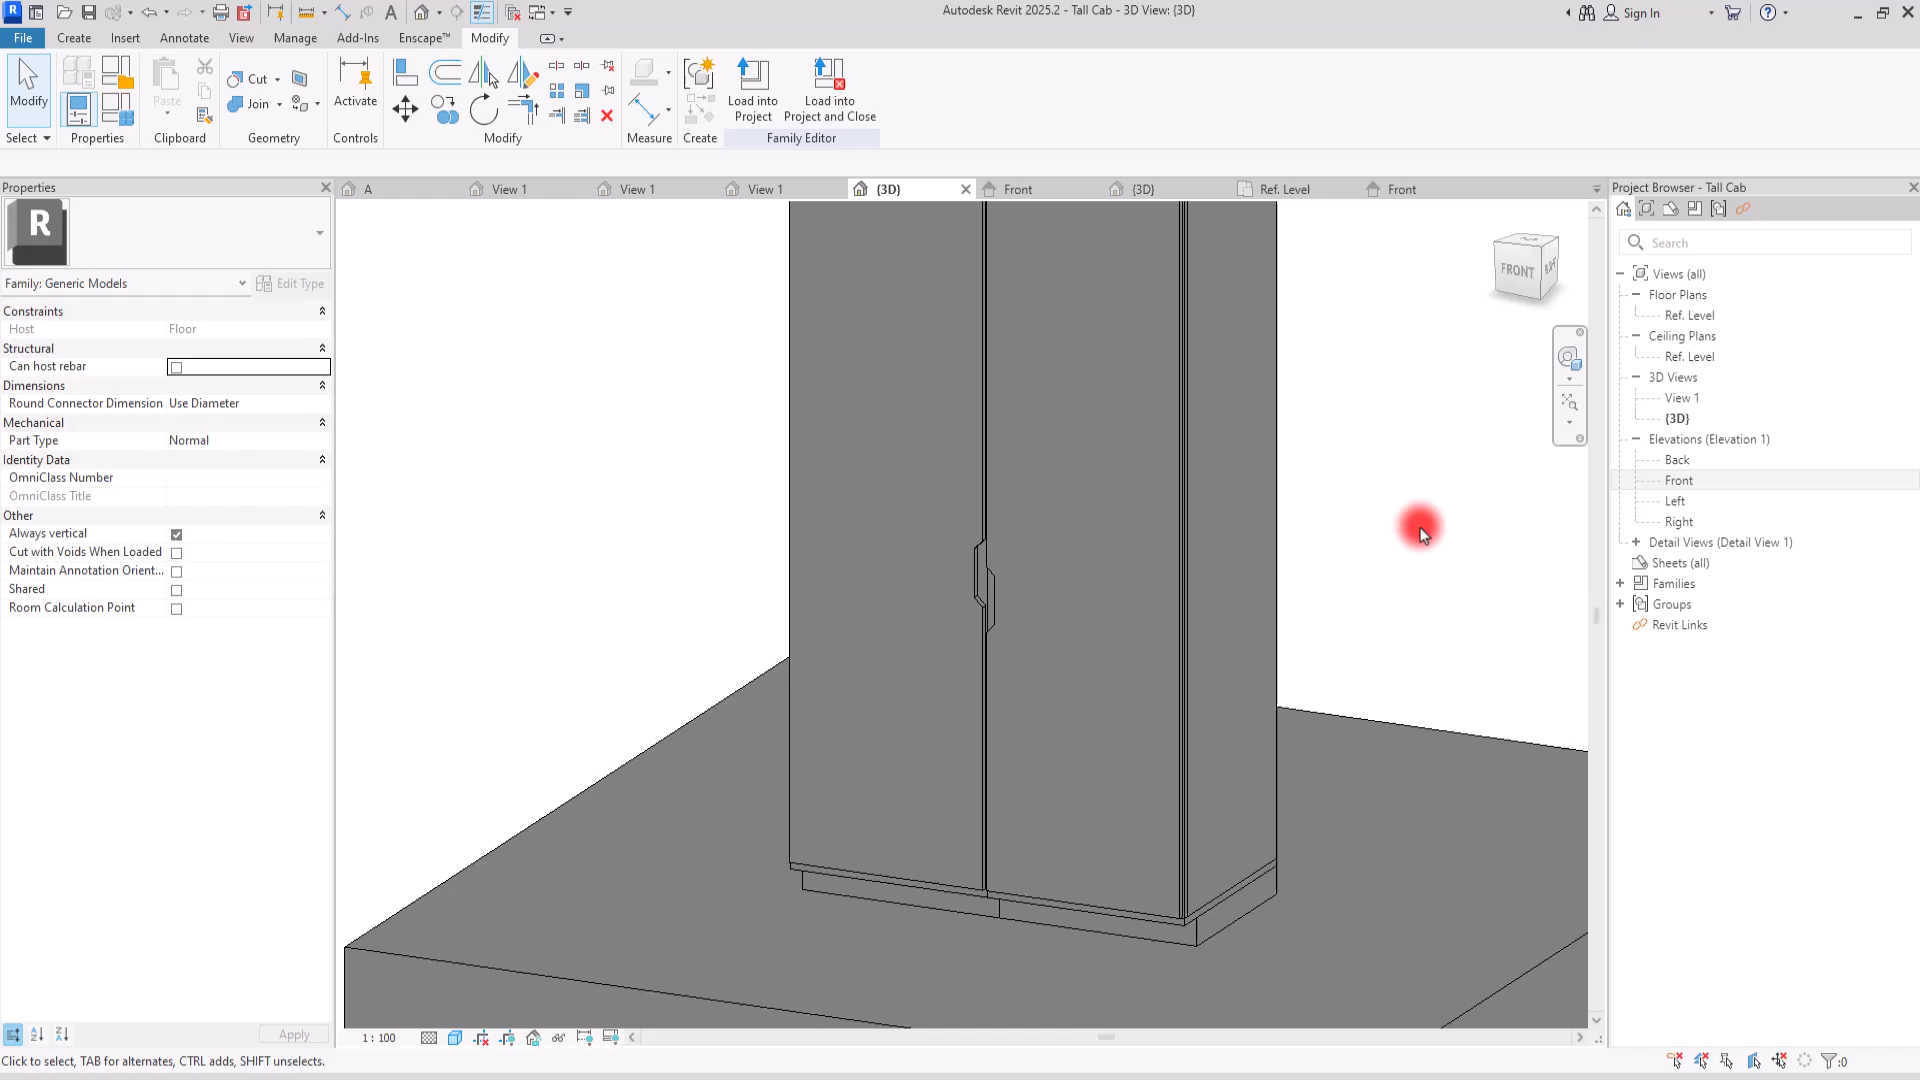 Autodesk Revit 2025.2 - Tall Cab - 3D View: {3D}
Sign In
File Create Insert Annotate View Manage Add-Ins Enscape™ Modify
Modify
Paste
Cut
Join
Activate
Load into Project
Load into Project and Close
Select Properties Clipboard Geometry Controls Modify Measure Create Family Editor
Properties
R
Family: Generic Models
Edit Type
Constraints
Host Floor
Structural
Can host rebar
Dimensions
Round Connector Dimension Use Diameter
Mechanical
Part Type Normal
Identity Data
OmniClass Number
OmniClass Title
Other
Always vertical
Cut with Voids When Loaded
Maintain Annotation Orient...
Shared
Room Calculation Point
Apply
A View 1 View 1 View 1 {3D} Front {3D} Ref. Level Front
FRONT
1 : 100
Project Browser - Tall Cab
Search
Views (all)
Floor Plans
Ref. Level
Ceiling Plans
Ref. Level
3D Views
View 1
{3D}
Elevations (Elevation 1)
Back
Front
Left
Right
Detail Views (Detail View 1)
Sheets (all)
Families
Groups
Revit Links
Click to select, TAB for alternates, CTRL adds, SHIFT unselects.
:0